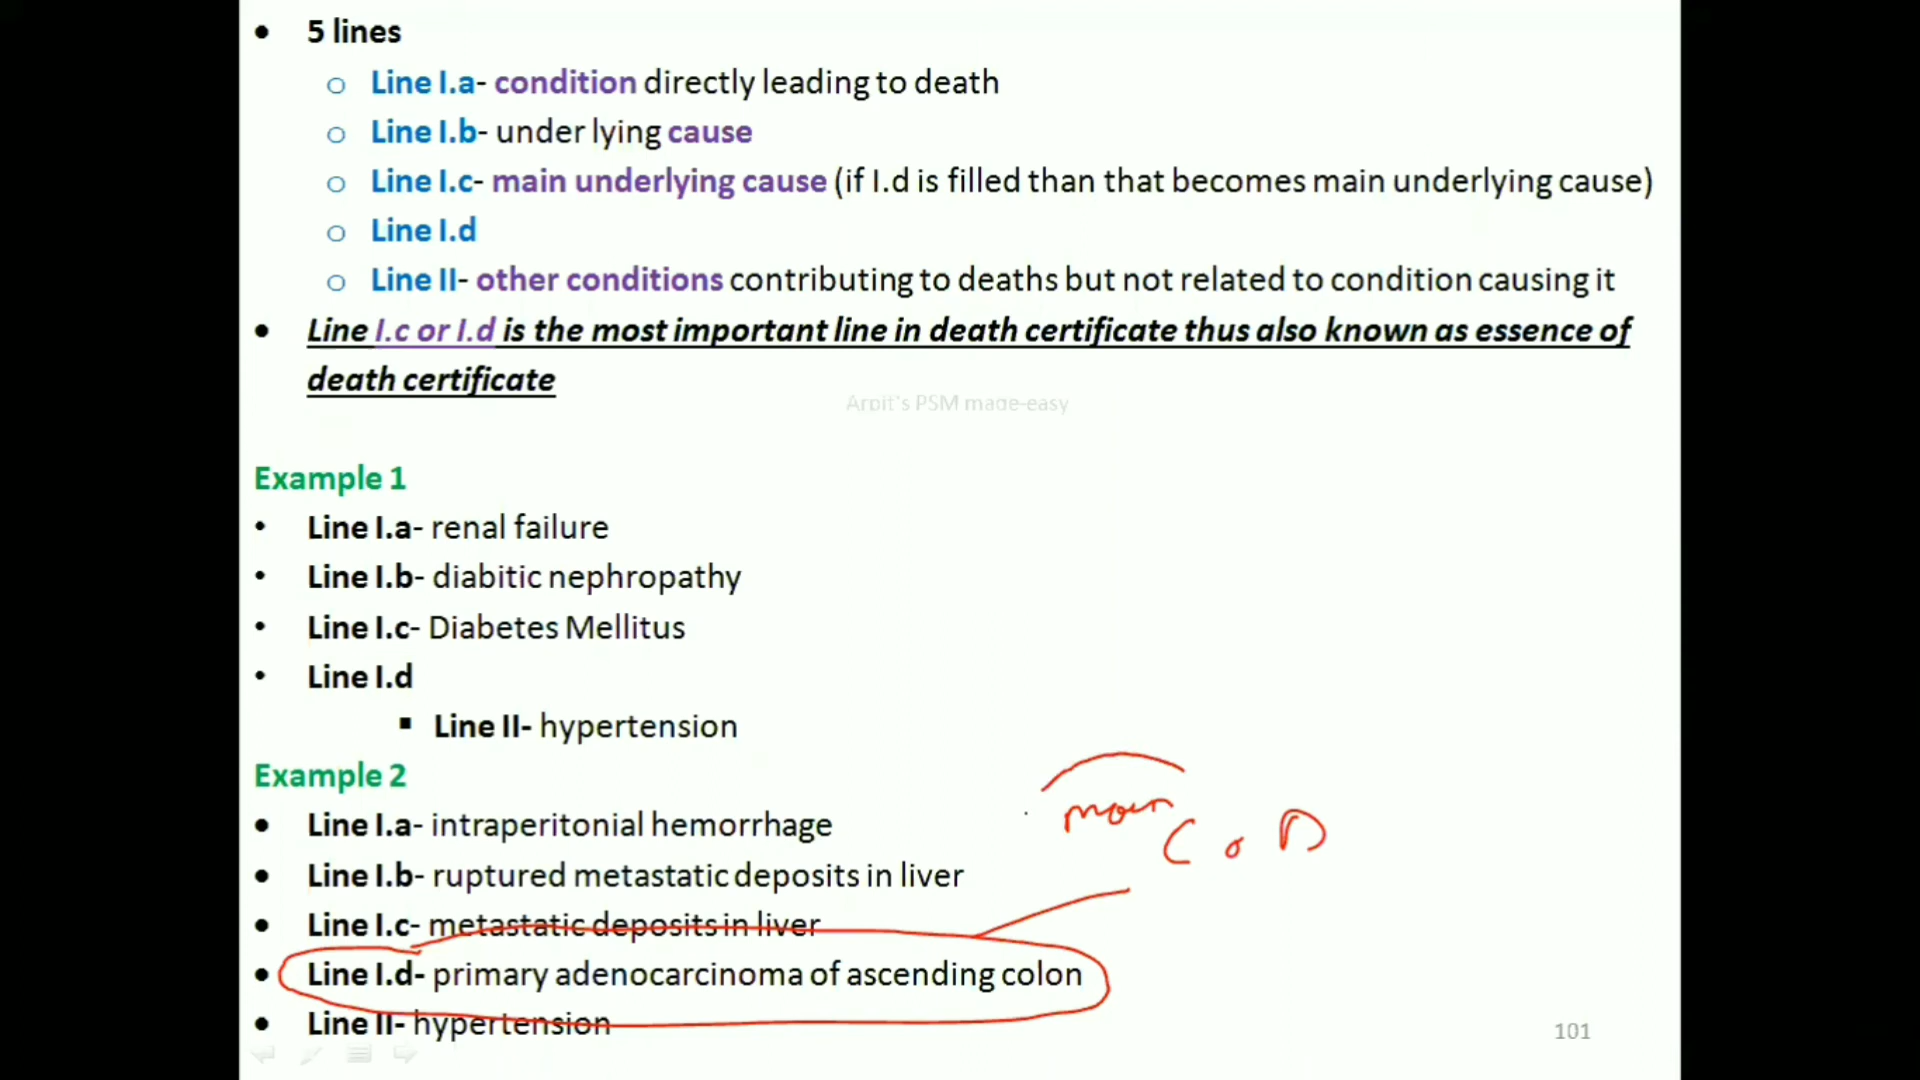 • 5 lines
o Line I.a- condition directly leading to death
o Line I.b- under lying cause
o Line I.c- main underlying cause (if I.d is filled than that becomes main underlying cause)
o Line I.d
o Line II- other conditions contributing to deaths but not related to condition causing it
• Line I.c or I.d is the most important line in death certificate thus also known as essence of
death certificate
Arpit's PSM made-easy
Example 1
• Line I.a- renal failure
• Line I.b- diabitic nephropathy
• Line I.c- Diabetes Mellitus
• Line I.d
▪ Line II- hypertension
Example 2
• Line I.a- intraperitonial hemorrhage
main
C o D
• Line I.b- ruptured metastatic deposits in liver
• Line I.c- metastatic deposits in liver
• Line I.d- primary adenocarcinoma of ascending colon
• Line II- hypertension
101